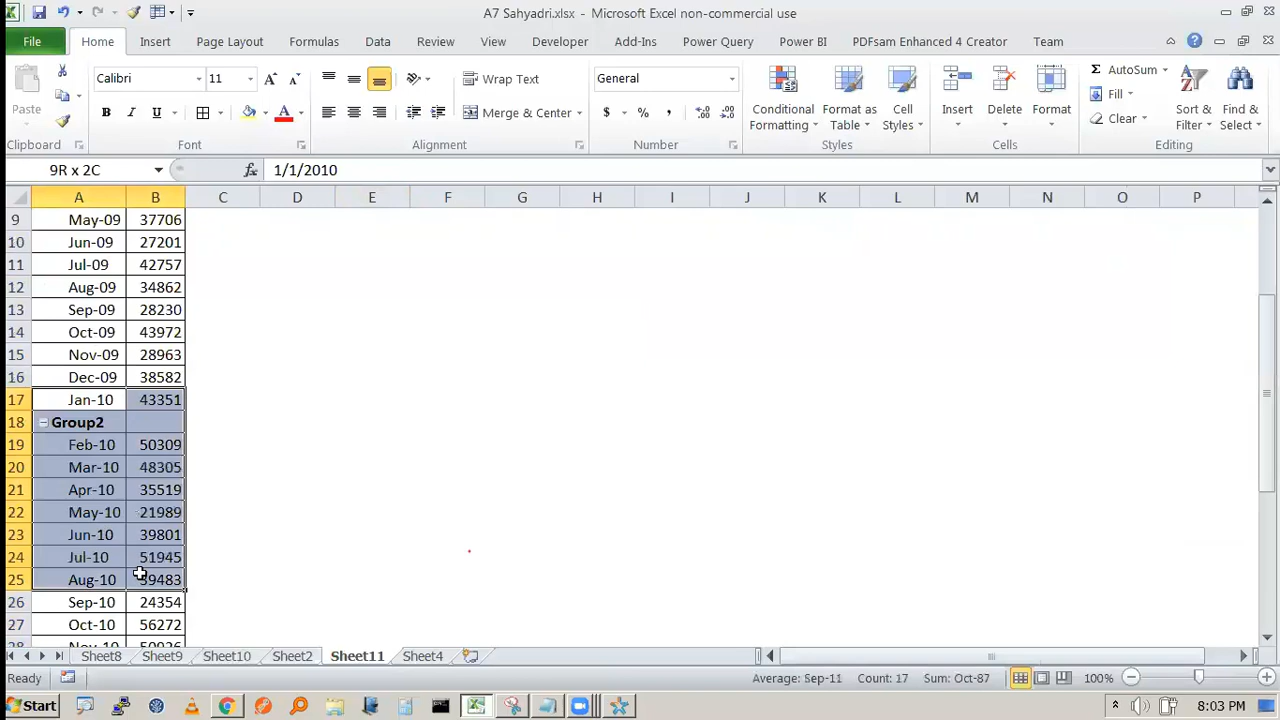 A7 Sahyadri.xlsx - Microsoft Excel non-commercial use
File Home Insert Page Layout Formulas Data Review View Developer Add-Ins Power Query Power BI PDFsam Enhanced 4 Creator Team
Paste Calibri 11 Wrap Text General Conditional Formatting Format as Table Cell Styles Insert Delete Format AutoSum Sort & Filter Find & Select
B I U A Merge & Center $ % , Fill
Clear
Clipboard Font Alignment Number Styles Cells Editing
9R x 2C fx 1/1/2010
A B C D E F G H I J K L M N O P
9 May-09 37706
10 Jun-09 27201
11 Jul-09 42757
12 Aug-09 34862
13 Sep-09 28230
14 Oct-09 43972
15 Nov-09 28963
16 Dec-09 38582
17 Jan-10 43351
18 Group2
19 Feb-10 50309
20 Mar-10 48305
21 Apr-10 35519
22 May-10 21989
23 Jun-10 39801
24 Jul-10 51945
25 Aug-10 39483
26 Sep-10 24354
27 Oct-10 56272
Sheet8 Sheet9 Sheet10 Sheet2 Sheet11 Sheet4
Ready Average: Sep-11 Count: 17 Sum: Oct-87 100%
Start 8:03 PM